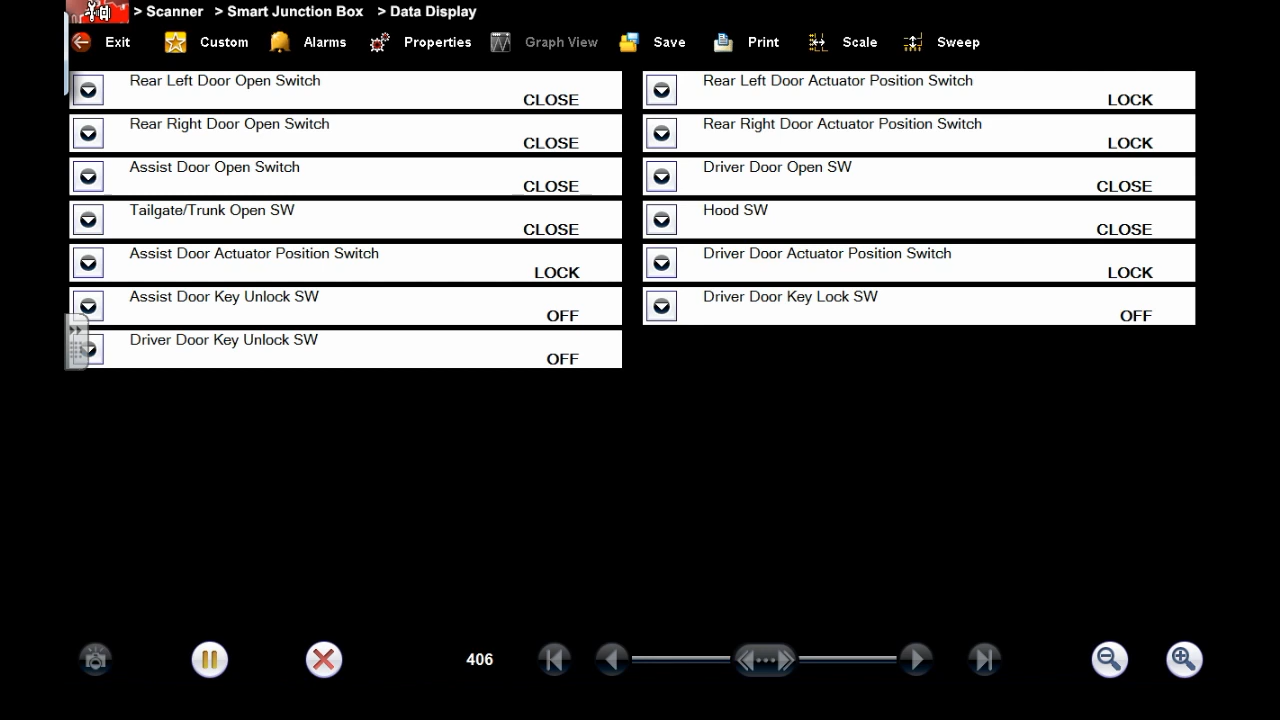 > Scanner > Smart Junction Box > Data Display
Exit Custom Alarms Properties Graph View Save Print Scale Sweep
Rear Left Door Open Switch
CLOSE
Rear Left Door Actuator Position Switch
LOCK
Rear Right Door Open Switch
CLOSE
Rear Right Door Actuator Position Switch
LOCK
Assist Door Open Switch
CLOSE
Driver Door Open SW
CLOSE
Tailgate/Trunk Open SW
CLOSE
Hood SW
CLOSE
Assist Door Actuator Position Switch
LOCK
Driver Door Actuator Position Switch
LOCK
Assist Door Key Unlock SW
OFF
Driver Door Key Lock SW
OFF
Driver Door Key Unlock SW
OFF
406